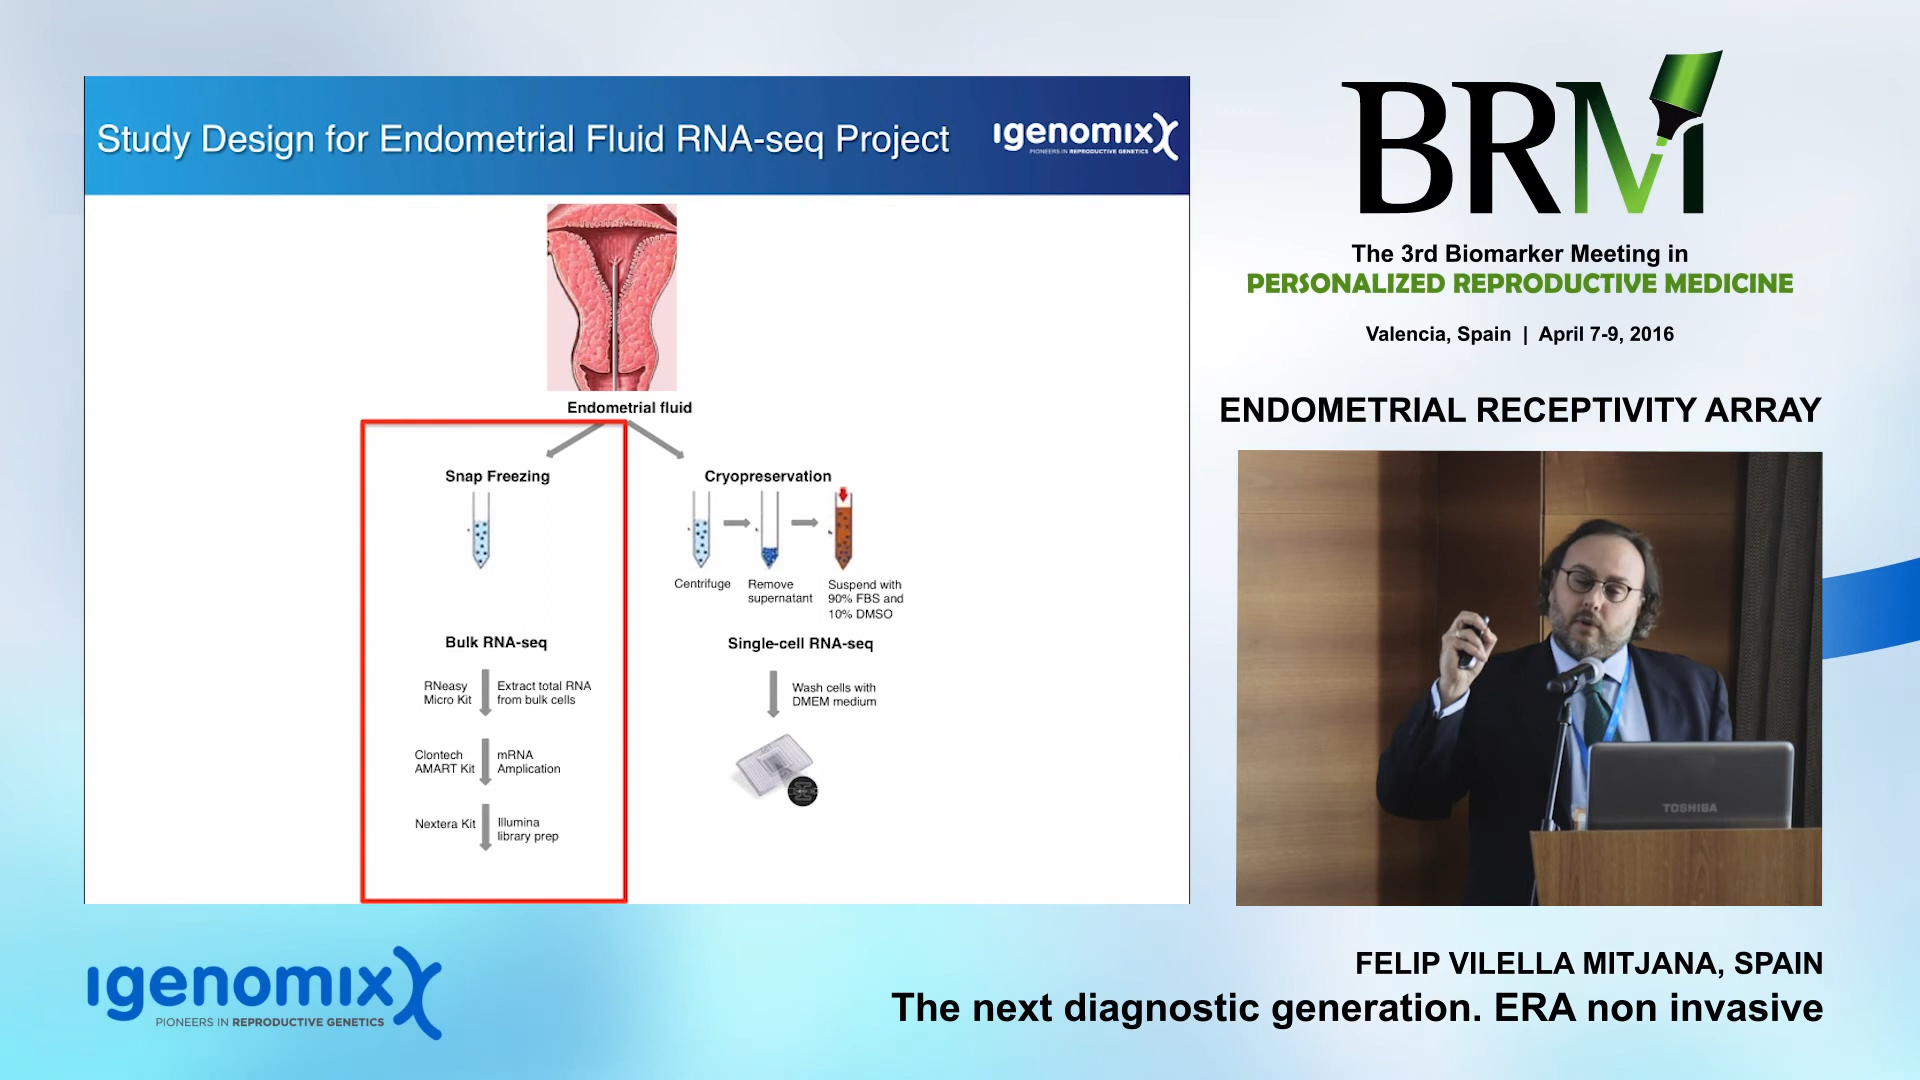 Study Design for Endometrial Fluid RNA-seq Project
ıgenomix
PIONEERS IN REPRODUCTIVE GENETICS
Endometrial fluid
Snap Freezing
Bulk RNA-seq
RNeasy
Micro Kit
Extract total RNA
from bulk cells
Clontech
AMART Kit
mRNA
Amplication
Nextera Kit
Illumina
library prep
Cryopreservation
Centrifuge
Remove
supernatant
Suspend with
90% FBS and
10% DMSO
Single-cell RNA-seq
Wash cells with
DMEM medium
BRM
The 3rd Biomarker Meeting in
PERSONALIZED REPRODUCTIVE MEDICINE
Valencia, Spain | April 7-9, 2016
ENDOMETRIAL RECEPTIVITY ARRAY
TOSHIBA
ıgenomix
PIONEERS IN REPRODUCTIVE GENETICS
FELIP VILELLA MITJANA, SPAIN
The next diagnostic generation. ERA non invasive